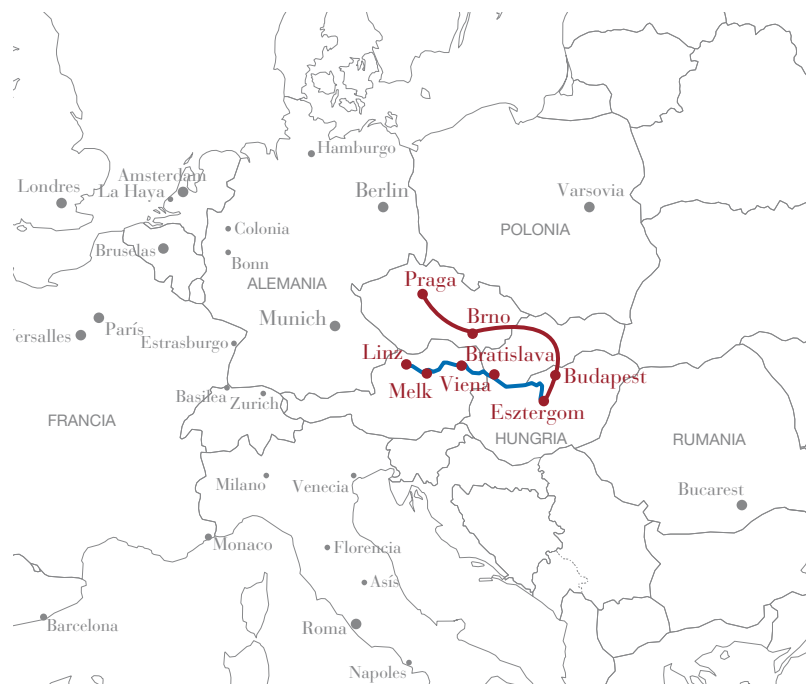 Hamburgo
Amsterdam
La Haya
Londres
Berlin
Varsovia
Colonia
POLONIA
Bruselas
Bonn
ALEMANIA
Praga
París
Munich
Brno
ersalles
Estrasburgo
Linz
Bratislava
Melk
Viena
Budapest
Basilea
Zurich
Esztergom
FRANCIA
HUNGRIA
RUMANIA
Milano
Venecia
Bucarest
Monaco
Florencia
Asís
Barcelona
Roma
Napoles